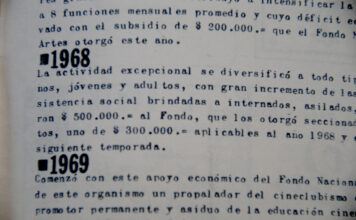 intensificar la
a 8 funciones mensuales promedio y cuyo déficit e
vado con el subsidio de $ 200.000.= que el Fondo N
Artes otorgó este año.
■1968
La actividad excepcional se diversificó a todo ti
nos, jóvenes y adultos, con gran incremento de las
sistencia social brindadas a internados, asilados,
ron $ 500.000.= al Fondo, que los otorgó secciona
tos, uno de $ 300.000.= aplicables al año 1968 y
siguiente temporada.
■1969
Comenzó con este apoyo económico del Fondo Nacion
de este organismo un propalador del cineclubismo
promotor permanente y asiduo de la educación cine